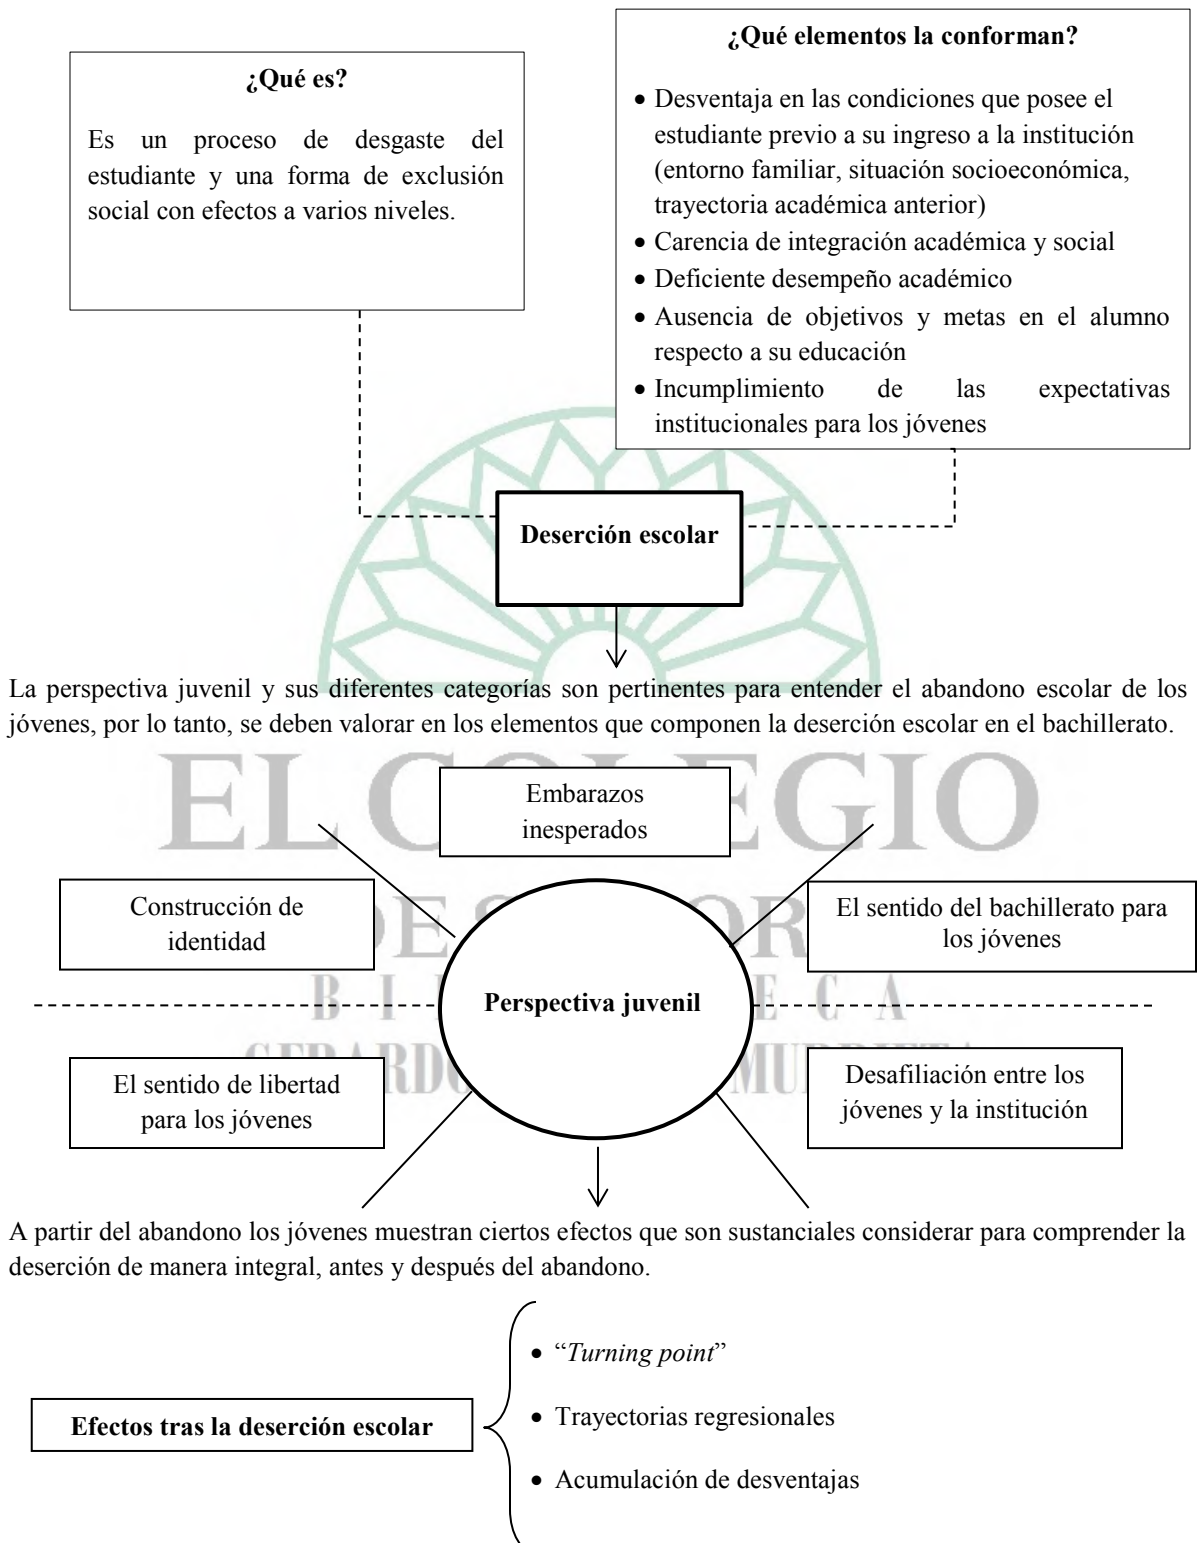 ¿Qué es?
Es un proceso de desgaste del
estudiante y una forma de exclusión
social con efectos a varios niveles.
¿Qué elementos la conforman?
• Desventaja en las condiciones que posee el
estudiante previo a su ingreso a la institución
(entorno familiar, situación socioeconómica,
trayectoria académica anterior)
• Carencia de integración académica y social
• Deficiente desempeño académico
• Ausencia de objetivos y metas en el alumno
respecto a su educación
• Incumplimiento de las expectativas
institucionales para los jóvenes
Deserción escolar
La perspectiva juvenil y sus diferentes categorías son pertinentes para entender el abandono escolar de los
jóvenes, por lo tanto, se deben valorar en los elementos que componen la deserción escolar en el bachillerato.
EL COLEGIO
Embarazos
inesperados
Construcción de
identidad
El sentido del bachillerato para
los jóvenes
Perspectiva juvenil
El sentido de libertad
para los jóvenes
Desafiliación entre los
jóvenes y la institución
A partir del abandono los jóvenes muestran ciertos efectos que son sustanciales considerar para comprender la
deserción de manera integral, antes y después del abandono.
Efectos tras la deserción escolar
• “Turning point”
• Trayectorias regresionales
• Acumulación de desventajas